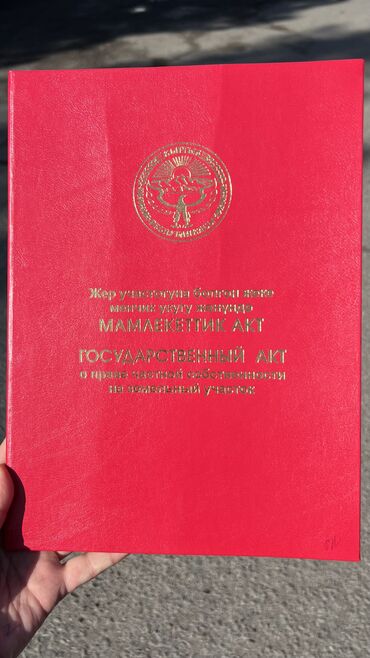 Жер участогуна болгон жеке
менчик укугу жөнүндө
МАМЛЕКЕТТИК АКТ
ГОСУДАРСТВЕННЫЙ АКТ
о праве частной собственности
на земельный участок